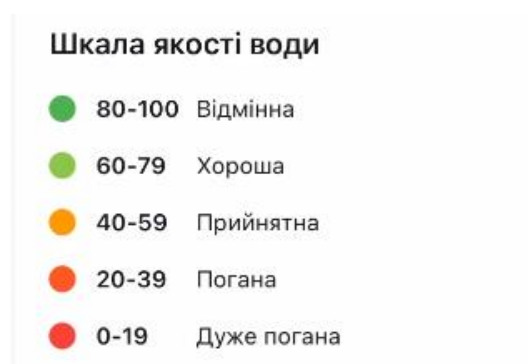 Шкала якості води
80-100 Відмінна
60-79 Хороша
40-59 Прийнятна
20-39 Погана
0-19 Дуже погана